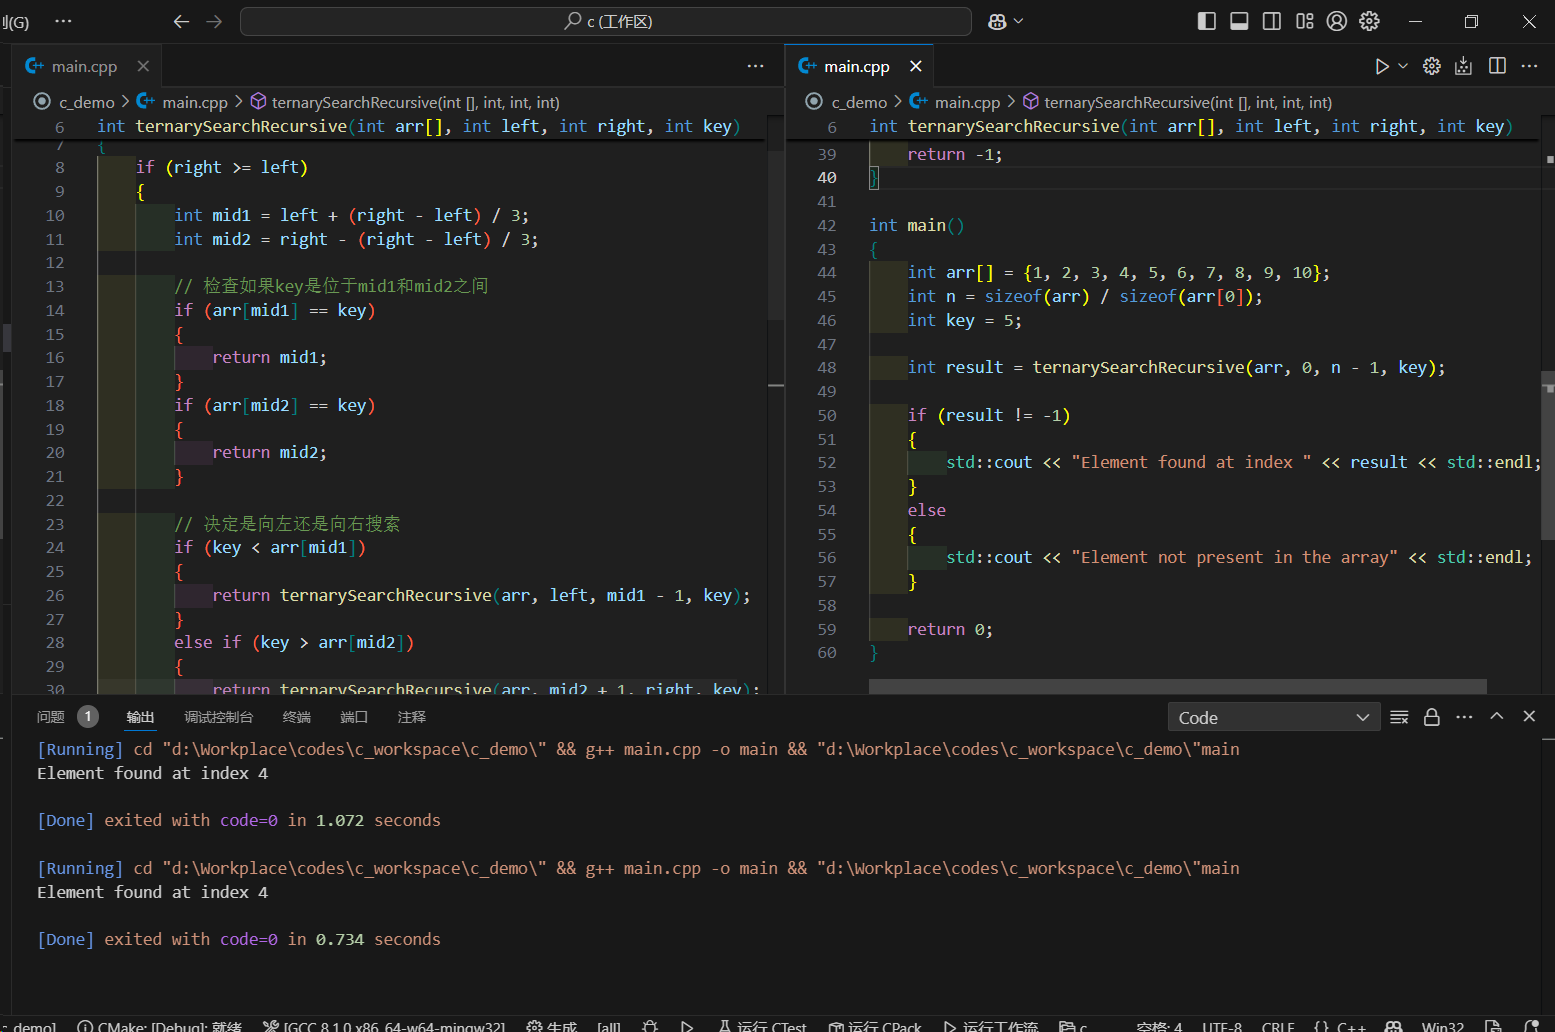 c (工作区)
main.cpp
c_demo > main.cpp > ternarySearchRecursive(int [], int, int, int)
6 int ternarySearchRecursive(int arr[], int left, int right, int key)
7 {
8 if (right >= left)
9 {
10 int mid1 = left + (right - left) / 3;
11 int mid2 = right - (right - left) / 3;
12
13 // 检查如果key是位于mid1和mid2之间
14 if (arr[mid1] == key)
15 {
16 return mid1;
17 }
18 if (arr[mid2] == key)
19 {
20 return mid2;
21 }
22
23 // 决定是向左还是向右搜索
24 if (key < arr[mid1])
25 {
26 return ternarySearchRecursive(arr, left, mid1 - 1, key);
27 }
28 else if (key > arr[mid2])
29 {
30 return ternarySearchRecursive(arr, mid2 + 1, right, key);
main.cpp
c_demo > main.cpp > ternarySearchRecursive(int [], int, int, int)
6 int ternarySearchRecursive(int arr[], int left, int right, int key)
39 return -1;
40 }
41
42 int main()
43 {
44 int arr[] = {1, 2, 3, 4, 5, 6, 7, 8, 9, 10};
45 int n = sizeof(arr) / sizeof(arr[0]);
46 int key = 5;
47
48 int result = ternarySearchRecursive(arr, 0, n - 1, key);
49
50 if (result != -1)
51 {
52 std::cout << "Element found at index " << result << std::endl;
53 }
54 else
55 {
56 std::cout << "Element not present in the array" << std::endl;
57 }
58
59 return 0;
60 }
问题 1 输出 调试控制台 终端 端口 注释 Code
[Running] cd "d:\Workplace\codes\c_workspace\c_demo\" && g++ main.cpp -o main && "d:\Workplace\codes\c_workspace\c_demo\"main
Element found at index 4
[Done] exited with code=0 in 1.072 seconds
[Running] cd "d:\Workplace\codes\c_workspace\c_demo\" && g++ main.cpp -o main && "d:\Workplace\codes\c_workspace\c_demo\"main
Element found at index 4
[Done] exited with code=0 in 0.734 seconds
c_demo] CMake: [Debug]: 就绪 [GCC 8.1.0 x86_64-w64-mingw32] 生成 [all] 运行 CTest 运行 CPack 运行工作流 c 空格: 4 UTF-8 CRLF {} C++ Win32